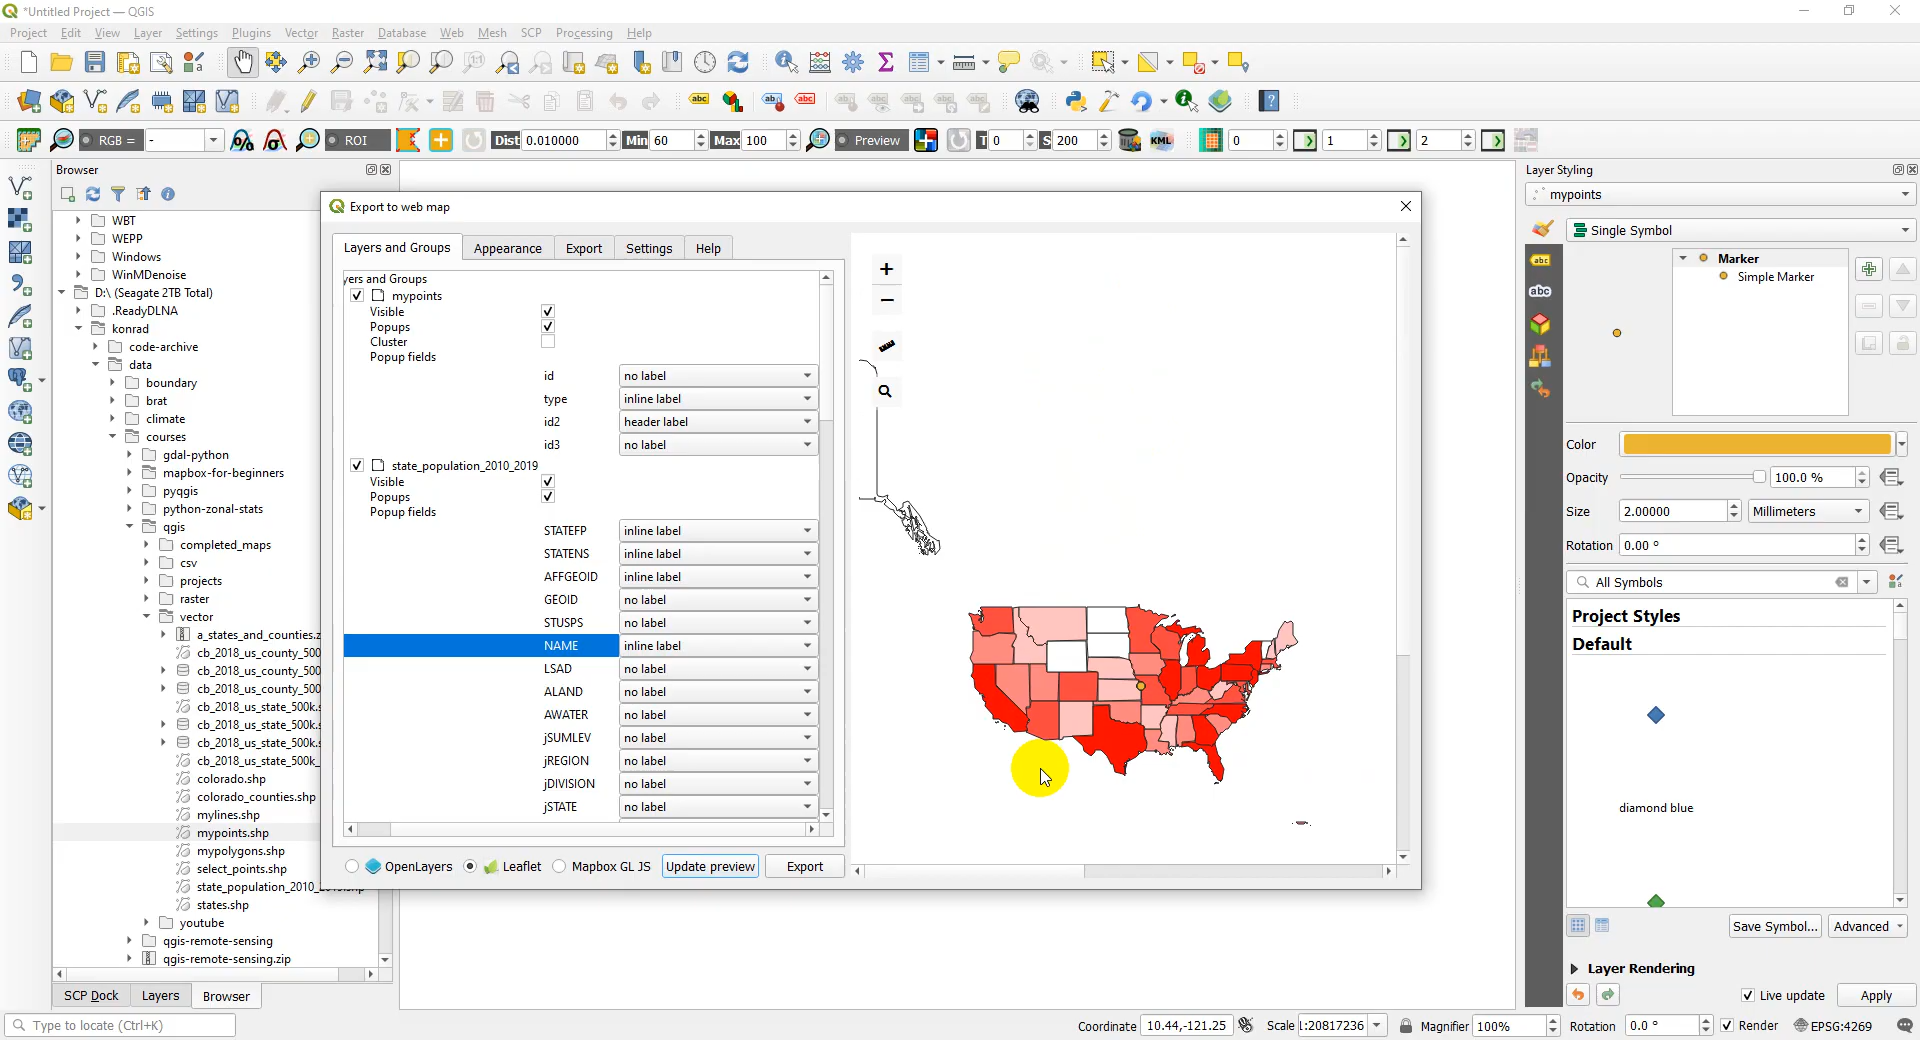 *Untitled Project — QGIS
Project Edit View Layer Settings Plugins Vector Raster Database Web Mesh SCP Processing Help
RGB = - ROI Dist 0.010000 Min 60 Max 100 Preview T 0 S 200 KML 0 1 2
Browser
WBT
WEPP
Windows
WinMDenoise
D:\ (Seagate 2TB Total)
.ReadyDLNA
konrad
code-archive
data
boundary
brat
climate
courses
gdal-python
mapbox-for-beginners
pyqgis
python-zonal-stats
qgis
completed_maps
csv
projects
raster
vector
a_states_and_counties.z
cb_2018_us_county_500
cb_2018_us_county_500
cb_2018_us_county_500
cb_2018_us_state_500k.s
cb_2018_us_state_500k.s
cb_2018_us_state_500k.s
cb_2018_us_state_500k_
colorado.shp
colorado_counties.shp
mylines.shp
mypoints.shp
mypolygons.shp
select_points.shp
state_population_2010_
states.shp
youtube
qgis-remote-sensing
qgis-remote-sensing.zip
SCP Dock Layers Browser
Type to locate (Ctrl+K)
Export to web map
Layers and Groups Appearance Export Settings Help
yers and Groups
mypoints
Visible
Popups
Cluster
Popup fields
id no label
type inline label
id2 header label
id3 no label
state_population_2010_2019
Visible
Popups
Popup fields
STATEFP inline label
STATENS inline label
AFFGEOID inline label
GEOID no label
STUSPS no label
NAME inline label
LSAD no label
ALAND no label
AWATER no label
jSUMLEV no label
jREGION no label
jDIVISION no label
jSTATE no label
OpenLayers Leaflet Mapbox GL JS Update preview Export
+
−
Layer Styling
mypoints
Single Symbol
Marker
Simple Marker
Color
Opacity 100.0 %
Size 2.00000 Millimeters
Rotation 0.00 °
All Symbols
Project Styles
Default
diamond blue
Save Symbol... Advanced
Layer Rendering
Live update Apply
Coordinate 10.44,-121.25 Scale 1:20817236 Magnifier 100% Rotation 0.0 ° Render EPSG:4269